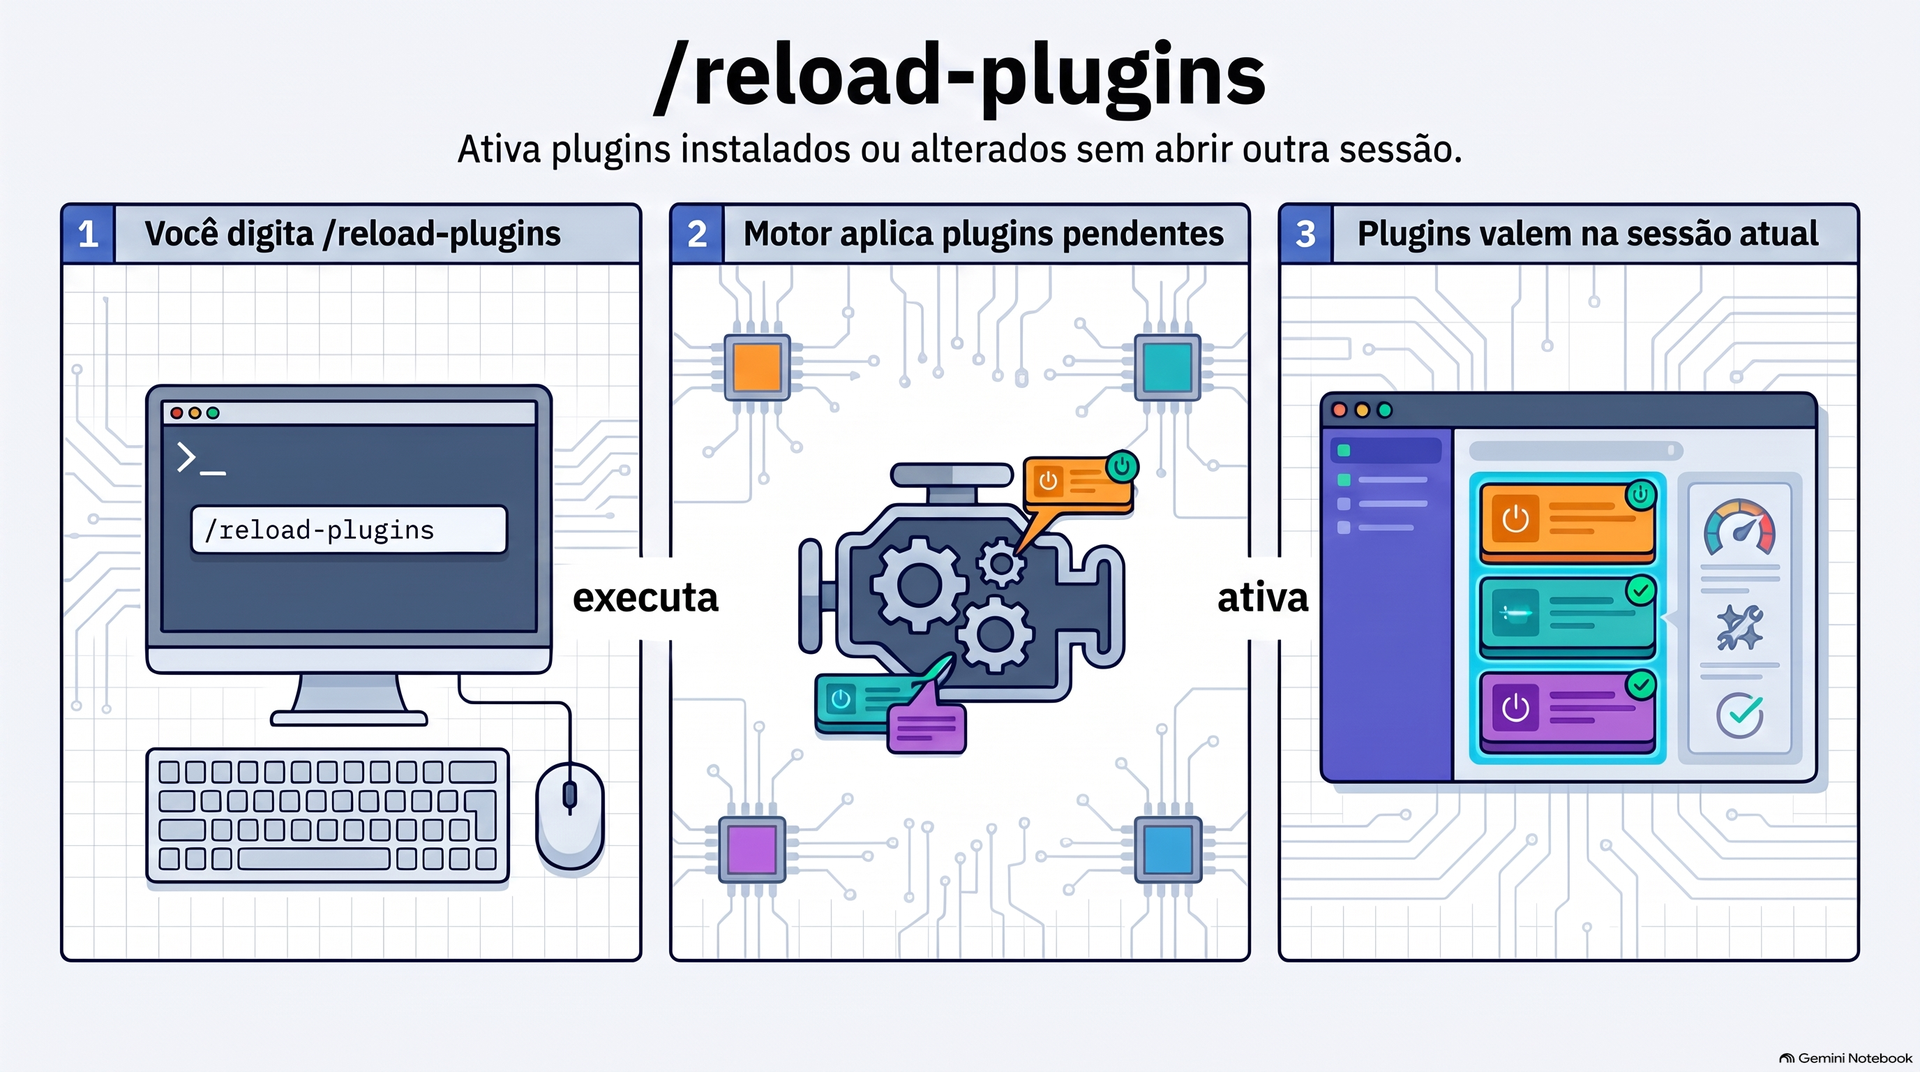 /reload-plugins
Ativa plugins instalados ou alterados sem abrir outra sessão.
1 Você digita /reload-plugins
2 Motor aplica plugins pendentes
3 Plugins valem na sessão atual
>_
/reload-plugins
executa
ativa
Gemini Notebook